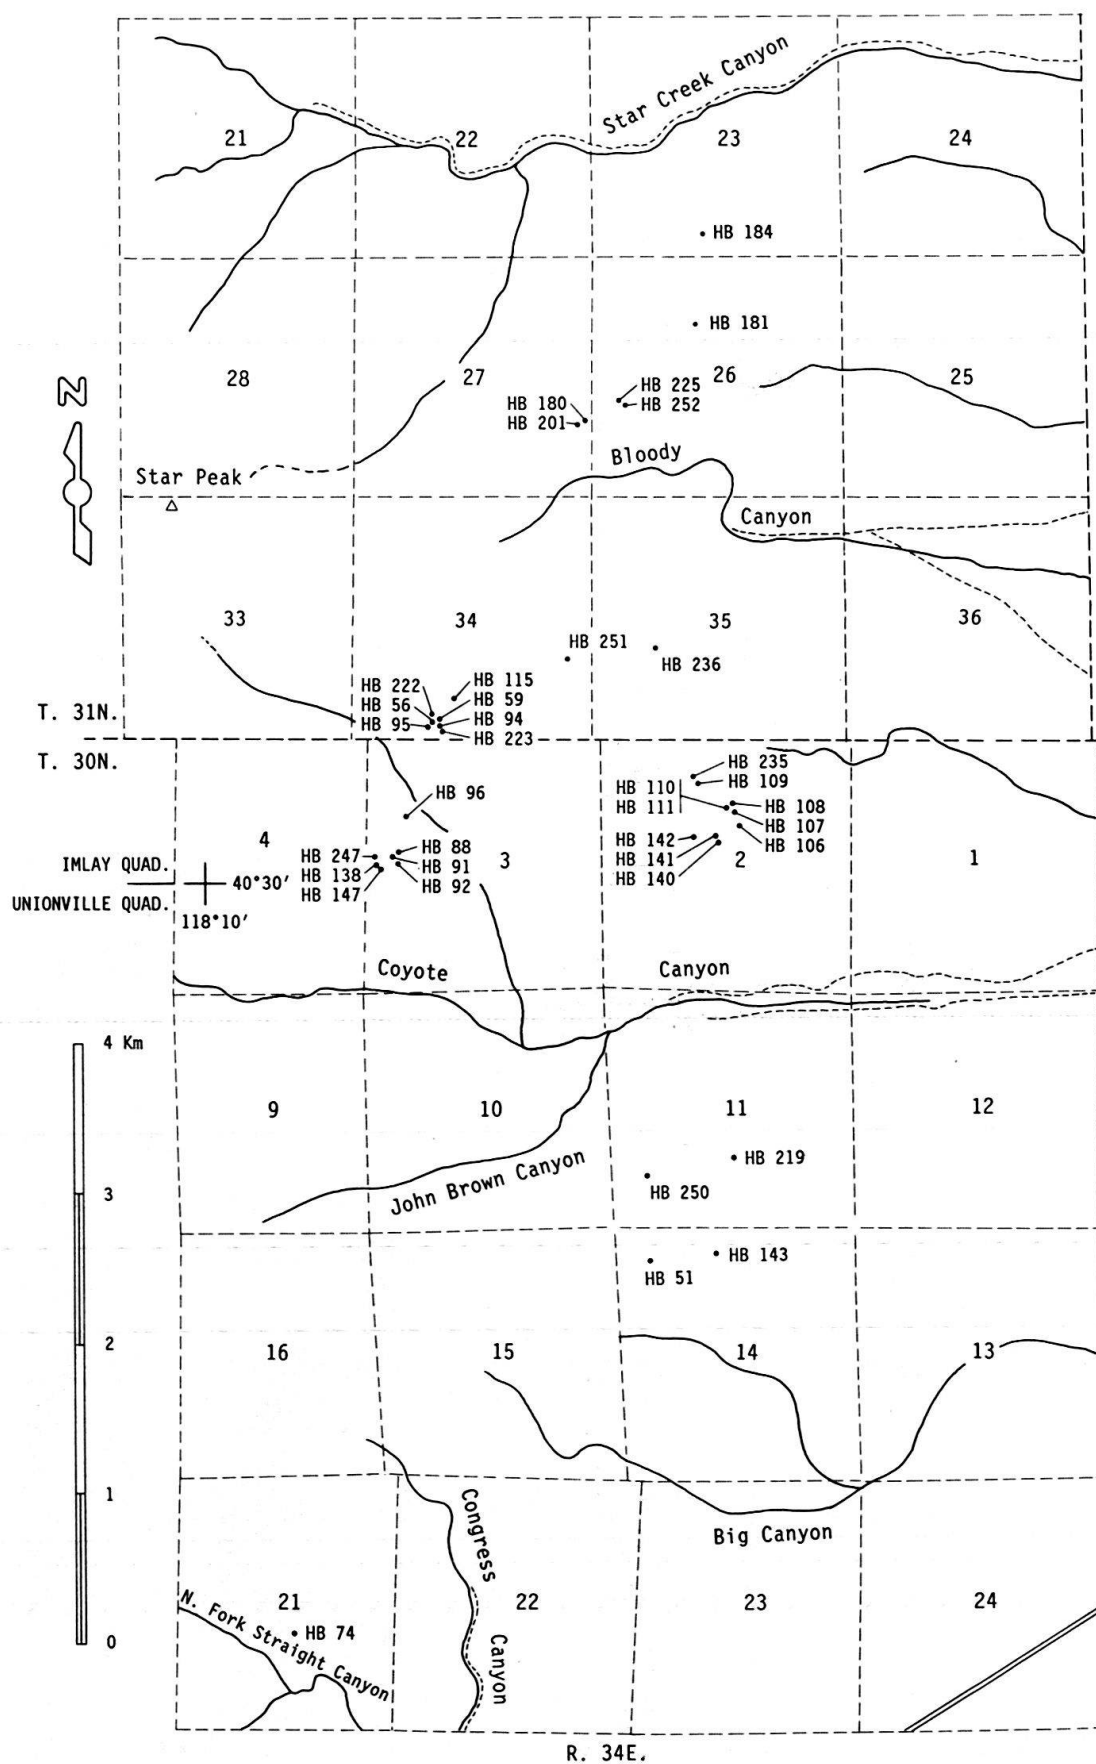 Star Creek Canyon
21
22
23
24
HB 184
HB 181
N
28
27
26
25
HB 225
HB 252
HB 180
HB 201
Bloody
Star Peak
Canyon
33
34
35
36
HB 251
HB 236
HB 115
HB 222
HB 59
HB 56
HB 94
HB 95
HB 223
T. 31N.
T. 30N.
HB 235
HB 109
HB 110
HB 111
HB 108
HB 107
HB 106
HB 96
HB 142
HB 141
HB 140
4
3
2
1
HB 88
HB 91
HB 92
HB 247
HB 138
HB 147
IMLAY QUAD.
40°30'
UNIONVILLE QUAD.
118°10'
Coyote
Canyon
4 Km
9
10
11
12
John Brown Canyon
HB 219
HB 250
3
HB 143
HB 51
2
16
15
14
13
1
Congress
Canyon
Big Canyon
21
22
23
24
N. Fork Straight Canyon
HB 74
0
R. 34E.